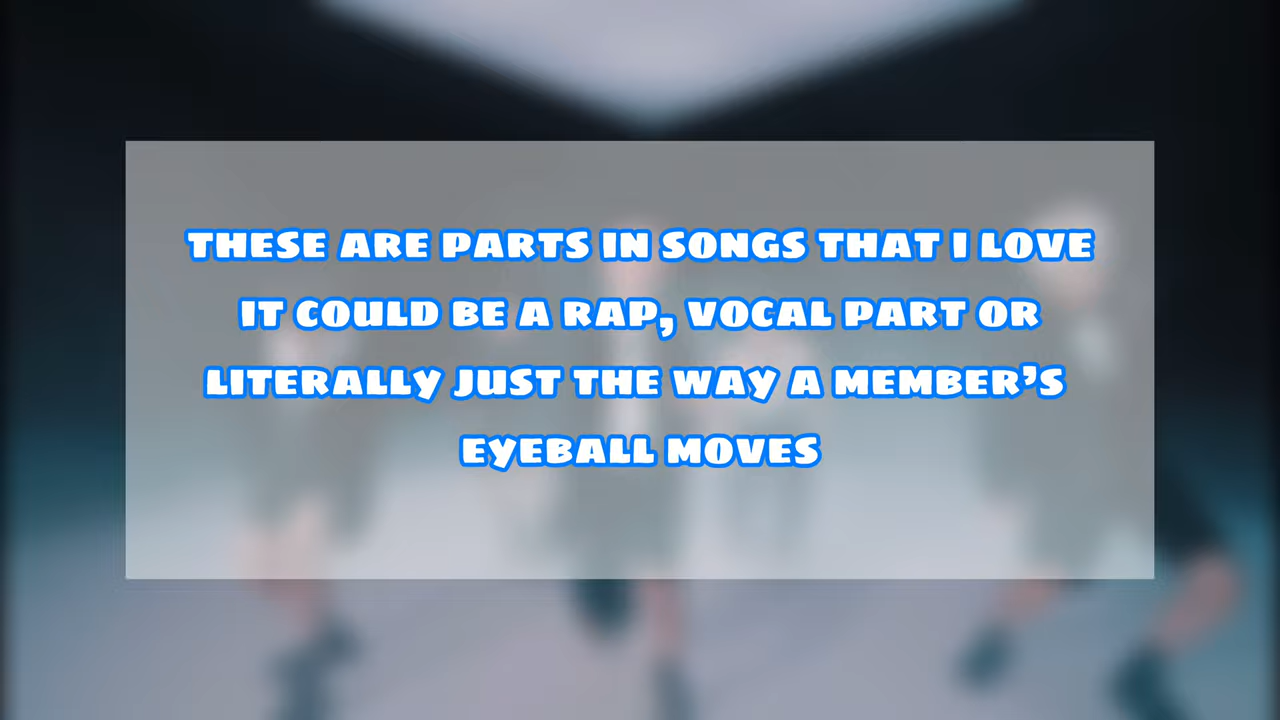 THESE ARE PARTS IN SONGS THAT I LOVE
IT COULD BE A RAP, VOCAL PART OR
LITERALLY JUST THE WAY A MEMBER'S
EYEBALL MOVES